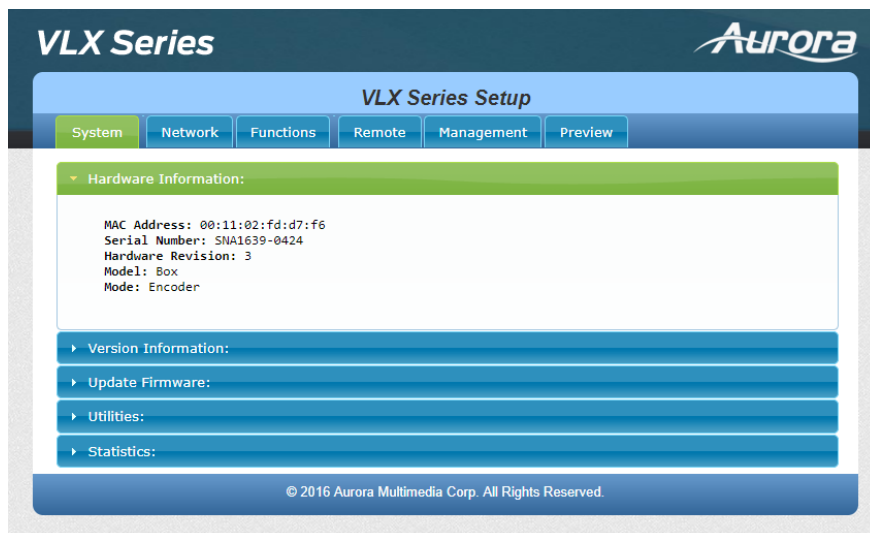 VLX Series
Aurora
VLX Series Setup
System Network Functions Remote Management Preview
Hardware Information:
MAC Address: 00:11:02:fd:d7:f6
Serial Number: SNA1639-0424
Hardware Revision: 3
Model: Box
Mode: Encoder
Version Information:
Update Firmware:
Utilities:
Statistics:
© 2016 Aurora Multimedia Corp. All Rights Reserved.